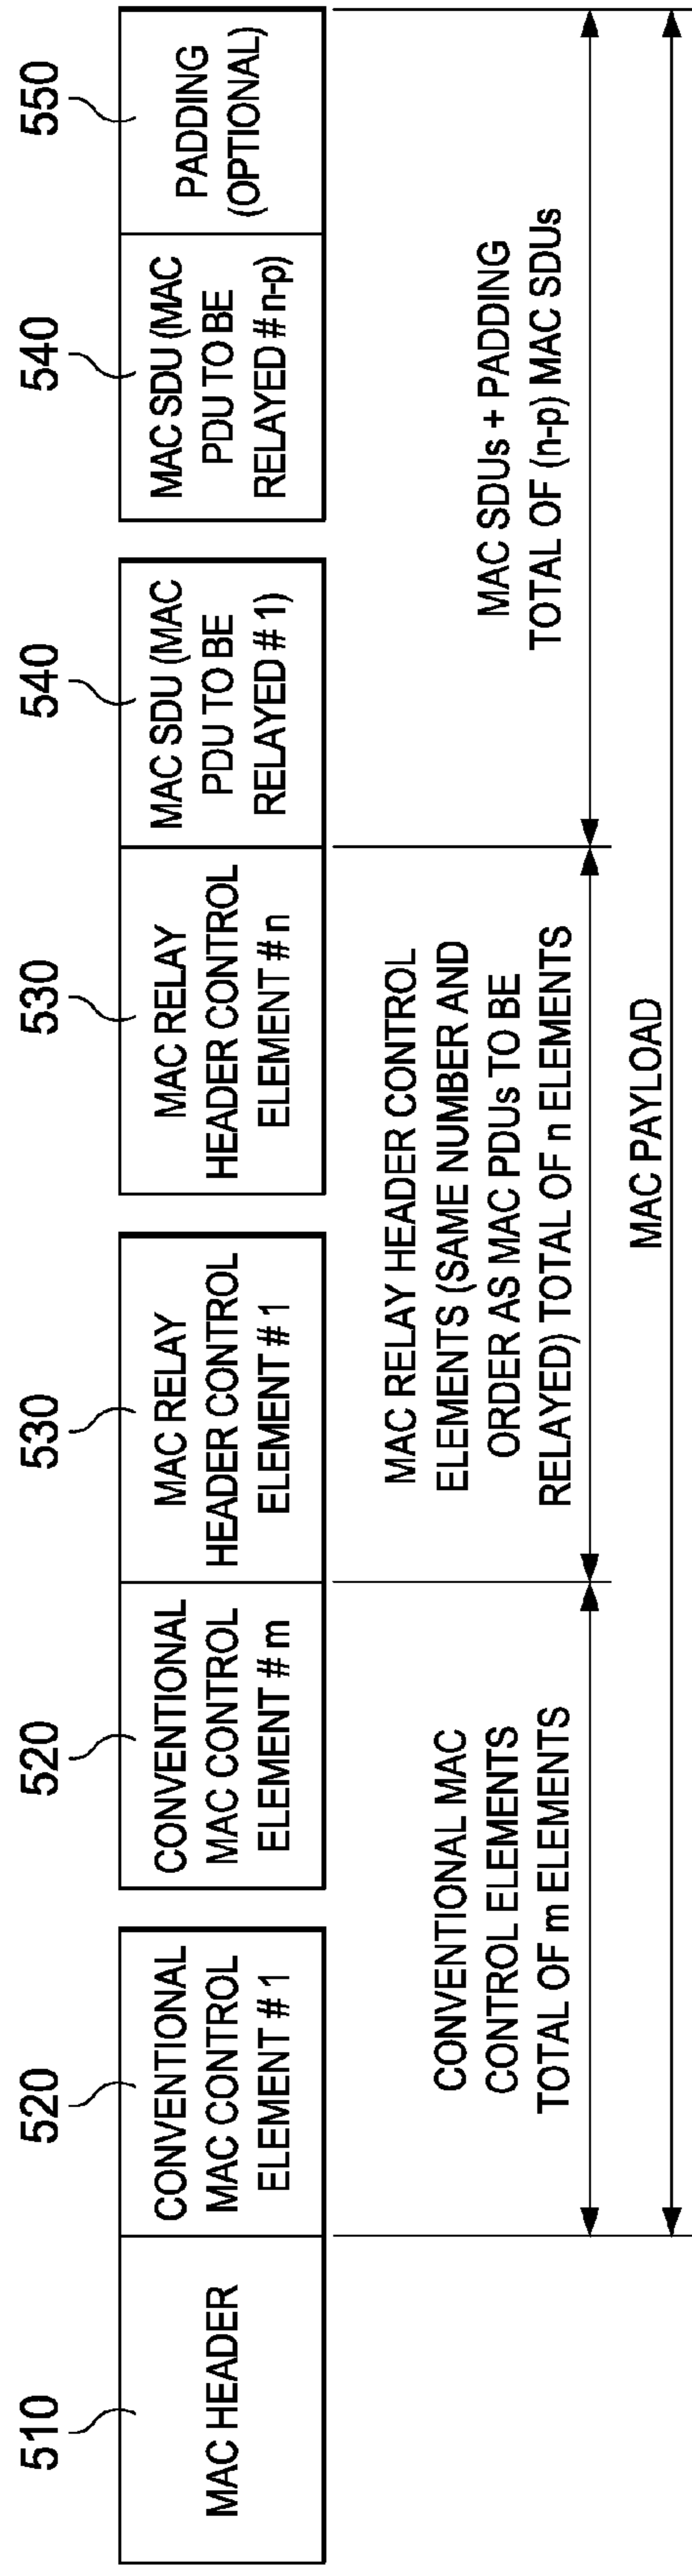 510
520
520
530
530
540
540
550
MAC HEADER
CONVENTIONAL
MAC CONTROL
ELEMENT # 1
CONVENTIONAL
MAC CONTROL
ELEMENT # m
MAC RELAY
HEADER CONTROL
ELEMENT # 1
MAC RELAY
HEADER CONTROL
ELEMENT # n
MAC SDU (MAC
PDU TO BE
RELAYED # 1)
MAC SDU (MAC
PDU TO BE
RELAYED # n-p)
PADDING
(OPTIONAL)
CONVENTIONAL MAC
CONTROL ELEMENTS
TOTAL OF m ELEMENTS
MAC RELAY HEADER CONTROL
ELEMENTS (SAME NUMBER AND
ORDER AS MAC PDUs TO BE
RELAYED) TOTAL OF n ELEMENTS
MAC SDUs + PADDING
TOTAL OF (n-p) MAC SDUs
MAC PAYLOAD